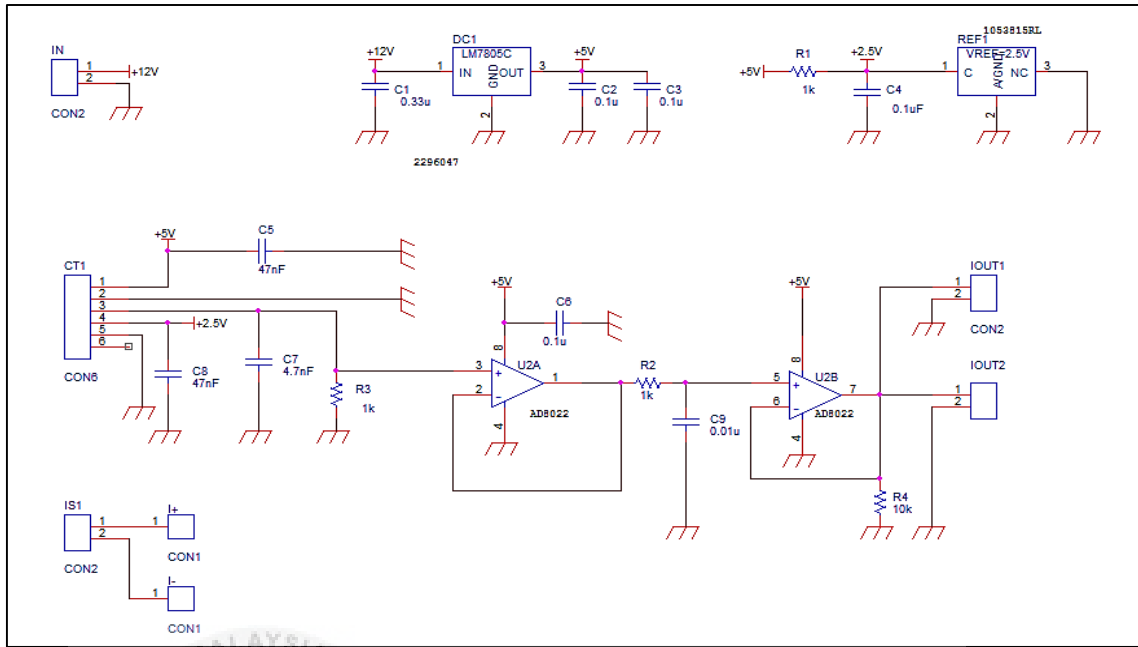 IN
1
2
+12V
CON2
+12V
DC1
LM7805C
1
IN
GND
OUT
3
2
C1
0.33u
+5V
C2
0.1u
C3
0.1u
2296047
+5V
R1
1k
+2.5V
C4
0.1uF
1053815RL
REF1
VREF=2.5V
1
C
A/GND
NC
3
2
+5V
C5
47nF
CT1
1
2
3
4
5
6
CON6
+2.5V
C8
47nF
C7
4.7nF
R3
1k
+5V
C6
0.1u
8
3
+
2
-
U2A
1
AD8022
4
R2
1k
C9
0.01u
+5V
8
5
+
6
-
U2B
7
AD8022
4
R4
10k
IOUT1
1
2
CON2
IOUT2
1
2
IS1
1
2
CON2
I+
1
CON1
I-
1
CON1
MALAYSIA